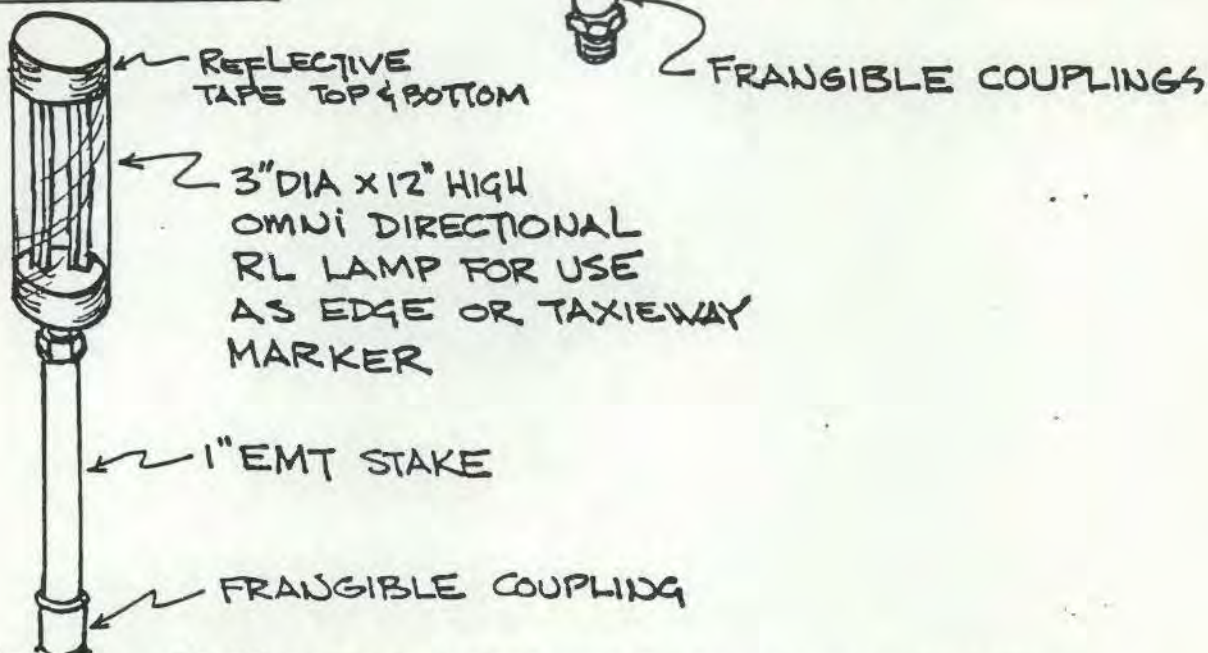 REFLECTIVE
TAPE TOP & BOTTOM
FRANGIBLE COUPLINGS
3" DIA X 12" HIGH
OMNI DIRECTIONAL
RL LAMP FOR USE
AS EDGE OR TAXIEWAY
MARKER
1" EMT STAKE
FRANGIBLE COUPLING